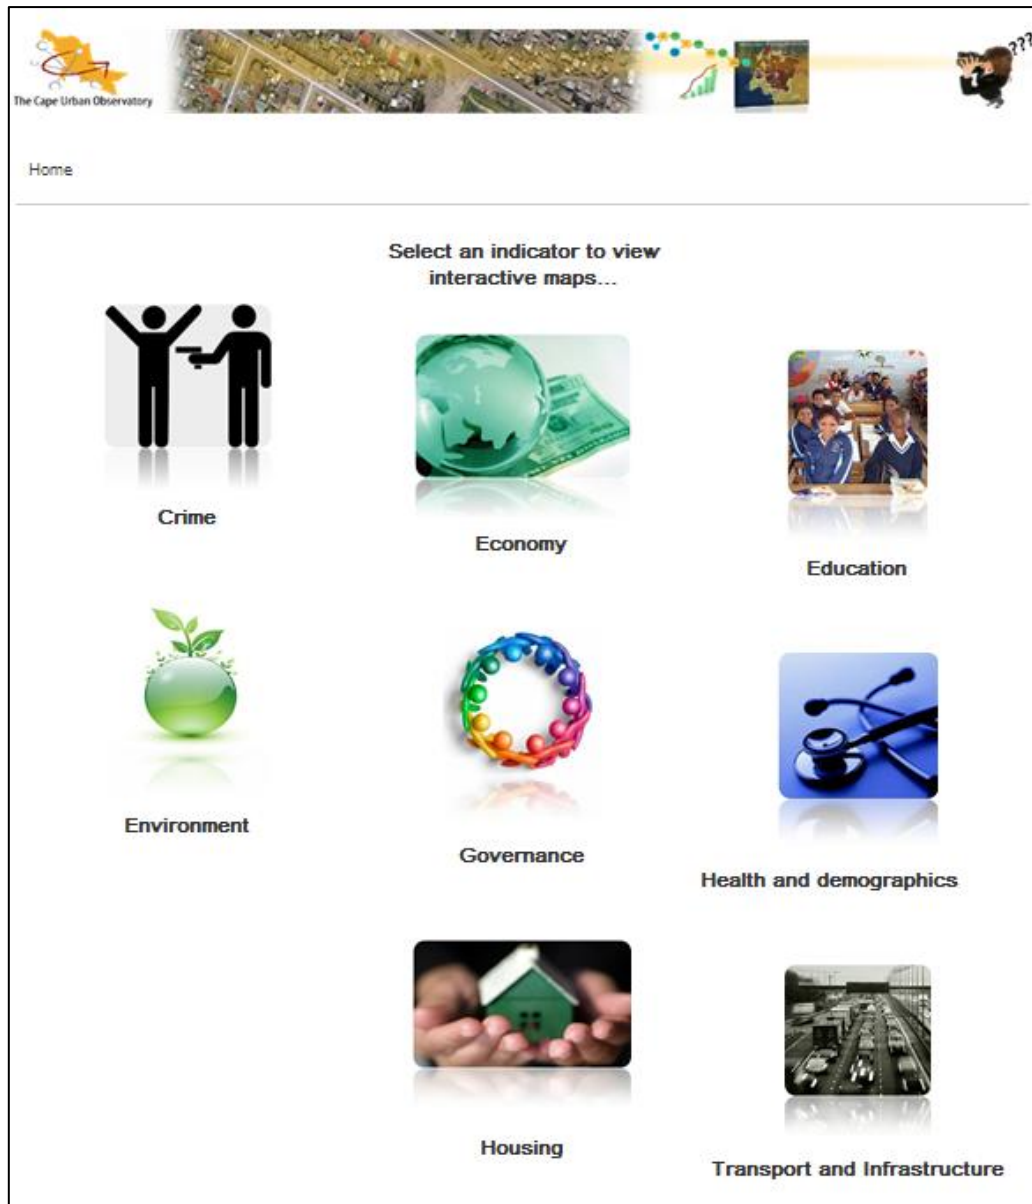 ???
The Cape Urban Observatory
Home
Select an indicator to view
interactive maps...
Crime
Economy
Education
Environment
Governance
Health and demographics
Housing
Transport and Infrastructure